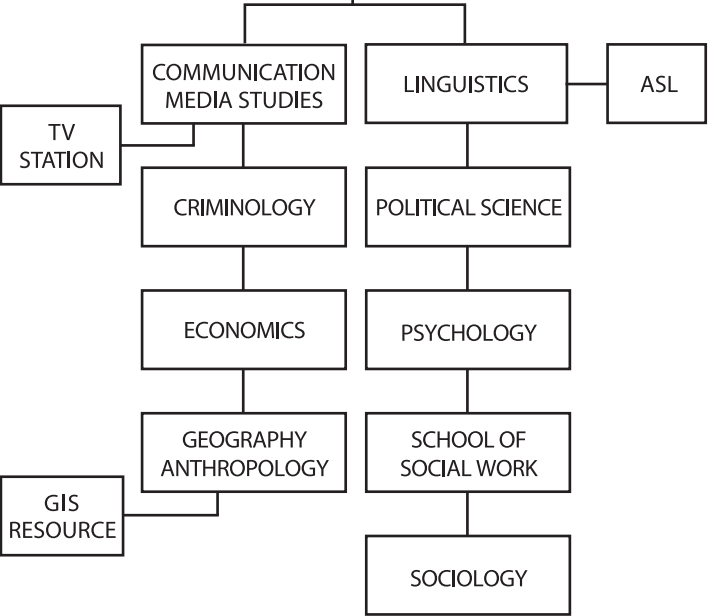 COMMUNICATION
MEDIA STUDIES
LINGUISTICS
ASL
TV
STATION
CRIMINOLOGY
POLITICAL SCIENCE
ECONOMICS
PSYCHOLOGY
GEOGRAPHY
ANTHROPOLOGY
SCHOOL OF
SOCIAL WORK
GIS
RESOURCE
SOCIOLOGY